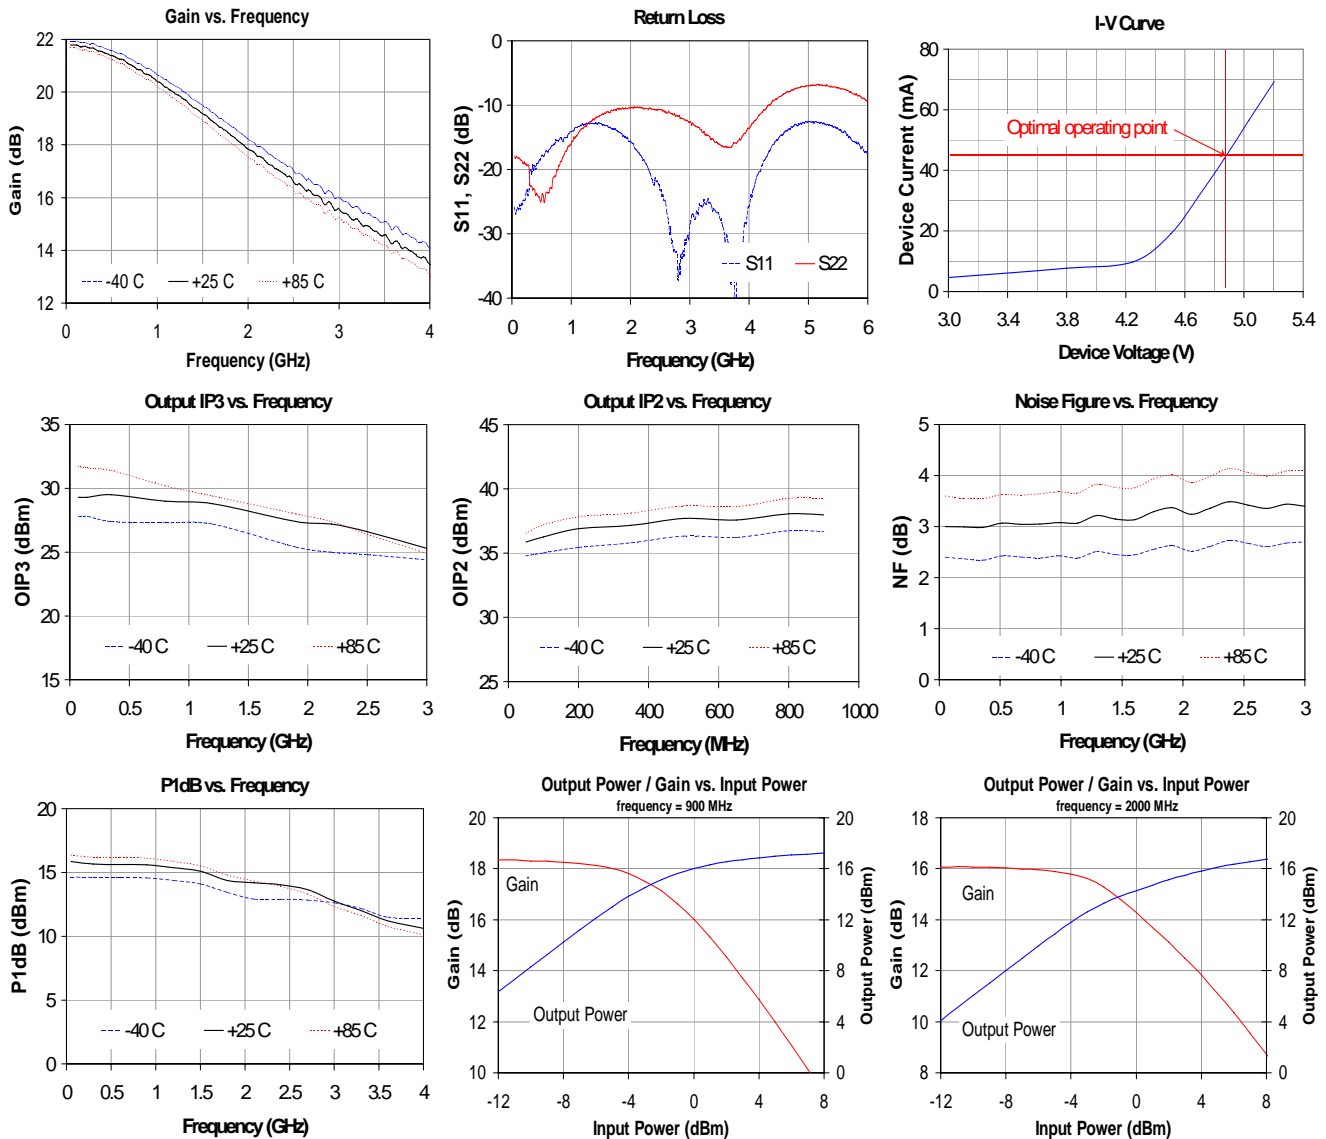 Gain vs. Frequency
Gain (dB)
22
20
18
16
14
12
-40 C
+25 C
+85 C
0
1
2
3
4
Frequency (GHz)
Return Loss
S11, S22 (dB)
0
-10
-20
-30
-40
S11
S22
0
1
2
3
4
5
6
Frequency (GHz)
I-V Curve
Device Current (mA)
80
60
40
20
0
Optimal operating point
3.0
3.4
3.8
4.2
4.6
5.0
5.4
Device Voltage (V)
Output IP3 vs. Frequency
OIP3 (dBm)
35
30
25
20
15
-40 C
+25 C
+85 C
0
0.5
1
1.5
2
2.5
3
Frequency (GHz)
Output IP2 vs. Frequency
OIP2 (dBm)
45
40
35
30
25
-40 C
+25 C
+85 C
0
200
400
600
800
1000
Frequency (MHz)
Noise Figure vs. Frequency
NF (dB)
5
4
3
2
1
0
-40 C
+25 C
+85 C
0
0.5
1
1.5
2
2.5
3
Frequency (GHz)
P1dB vs. Frequency
P1dB (dBm)
20
15
10
5
0
-40 C
+25 C
+85 C
0
0.5
1
1.5
2
2.5
3
3.5
4
Frequency (GHz)
Output Power / Gain vs. Input Power
frequency = 900 MHz
Gain (dB)
20
18
16
14
12
10
Gain
Output Power
20
16
12
8
4
0
Output Power (dBm)
-12
-8
-4
0
4
8
Input Power (dBm)
Output Power / Gain vs. Input Power
frequency = 2000 MHz
Gain (dB)
18
16
14
12
10
8
Gain
Output Power
20
16
12
8
4
0
Output Power (dBm)
-12
-8
-4
0
4
8
Input Power (dBm)